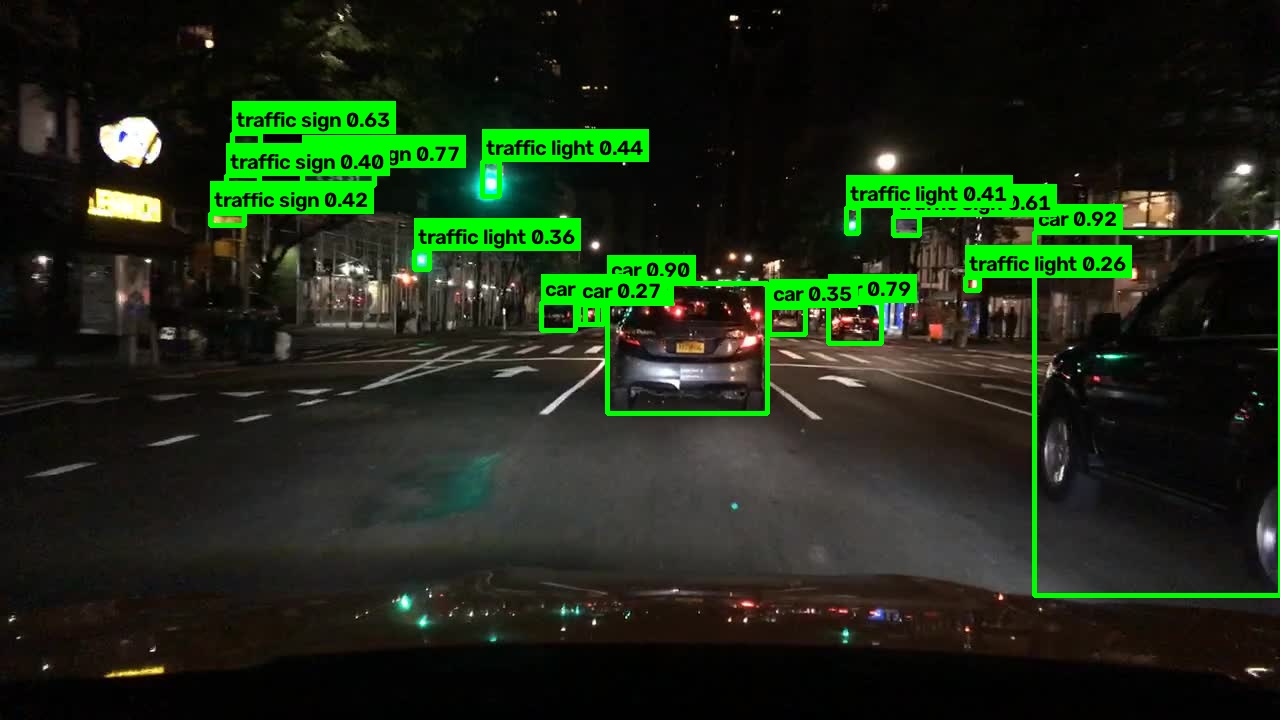 traffic sign 0.63
gn 0.77
traffic light 0.44
traffic sign 0.40
traffic sign 0.42
traffic light 0.41
0.61
car 0.92
traffic light 0.36
traffic light 0.26
car 0.90
car
car 0.27
car 0.35
0.79